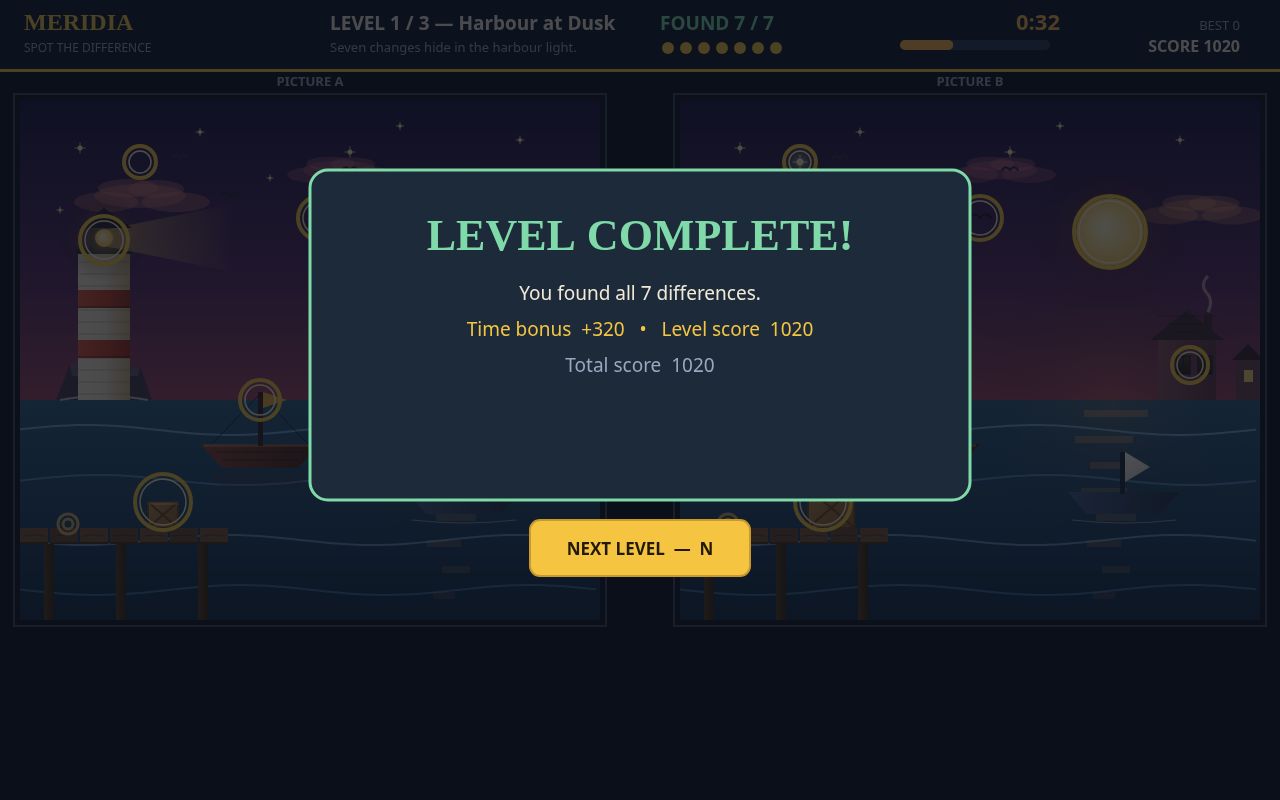 MERIDIA
SPOT THE DIFFERENCE
LEVEL 1 / 3 — Harbour at Dusk
Seven changes hide in the harbour light.
FOUND 7 / 7
0:32
BEST 0
SCORE 1020
PICTURE A
PICTURE B
LEVEL COMPLETE!
You found all 7 differences.
Time bonus +320 • Level score 1020
Total score 1020
NEXT LEVEL — N